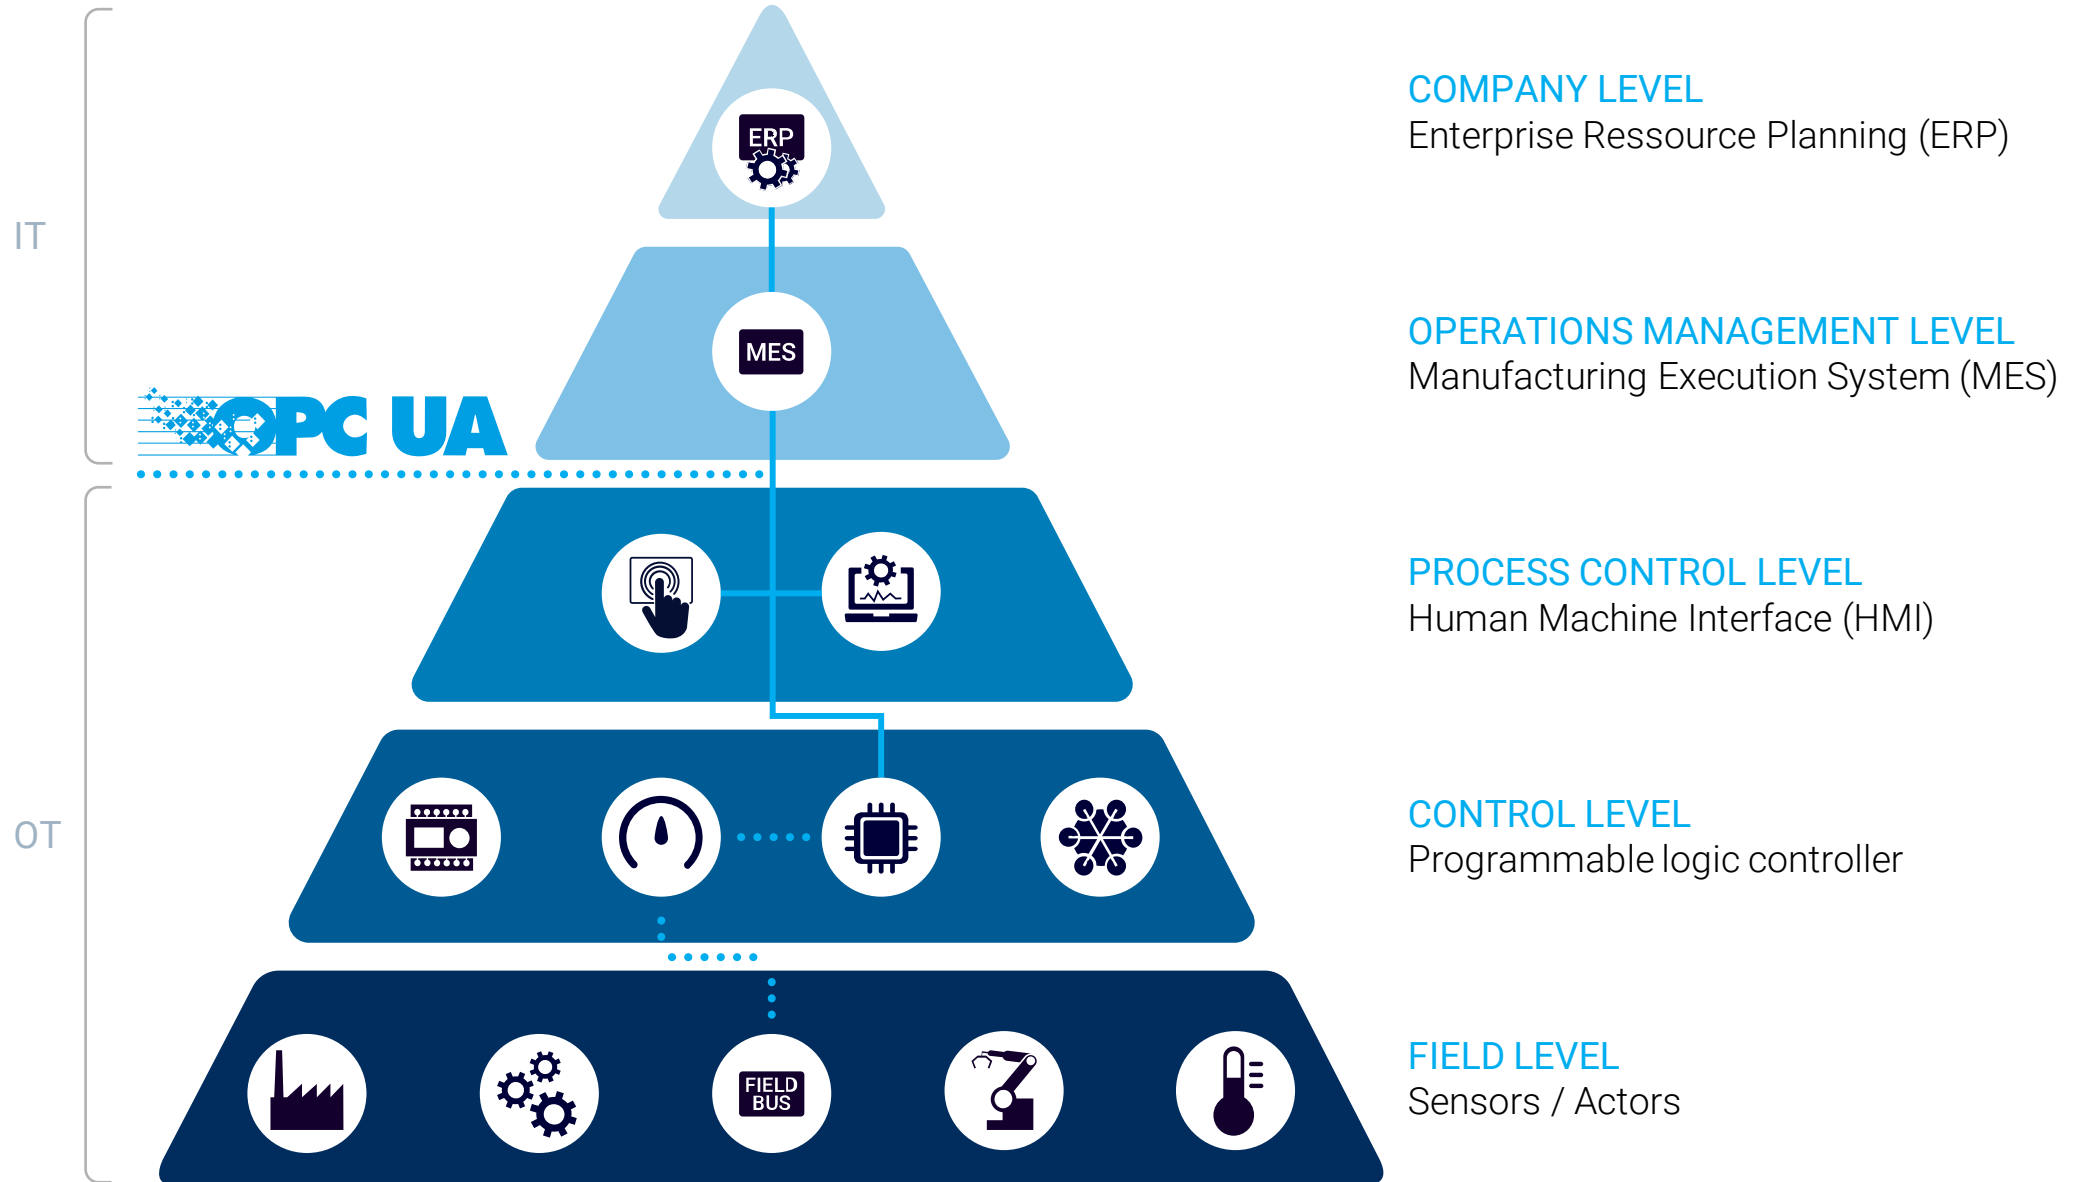 COMPANY LEVEL
Enterprise Ressource Planning (ERP)
ERP
IT
OPERATIONS MANAGEMENT LEVEL
Manufacturing Execution System (MES)
MES
OPC UA
PROCESS CONTROL LEVEL
Human Machine Interface (HMI)
OT
CONTROL LEVEL
Programmable logic controller
FIELD LEVEL
Sensors / Actors
FIELD
BUS